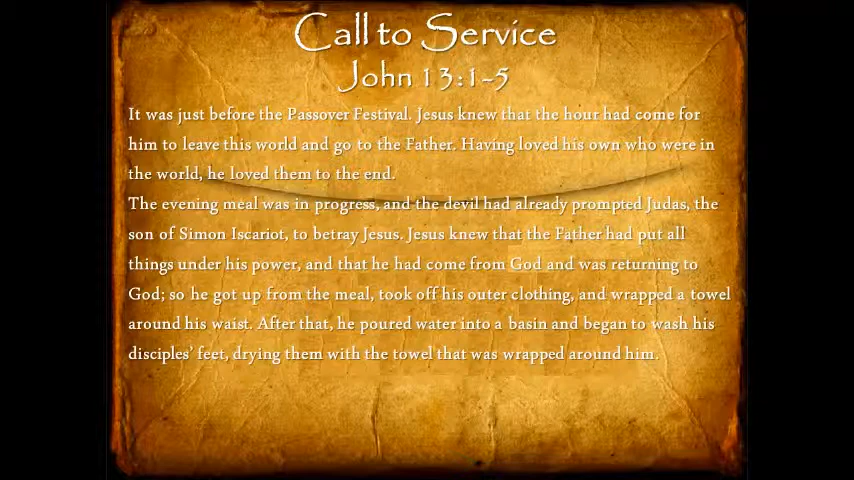 Call to Service
John 13:1-5
It was just before the Passover Festival. Jesus knew that the hour had come for
him to leave this world and go to the Father. Having loved his own who were in
the world, he loved them to the end.
The evening meal was in progress, and the devil had already prompted Judas, the
son of Simon Iscariot, to betray Jesus. Jesus knew that the Father had put all
things under his power, and that he had come from God and was returning to
God; so he got up from the meal, took off his outer clothing, and wrapped a towel
around his waist. After that, he poured water into a basin and began to wash his
disciples’ feet, drying them with the towel that was wrapped around him.